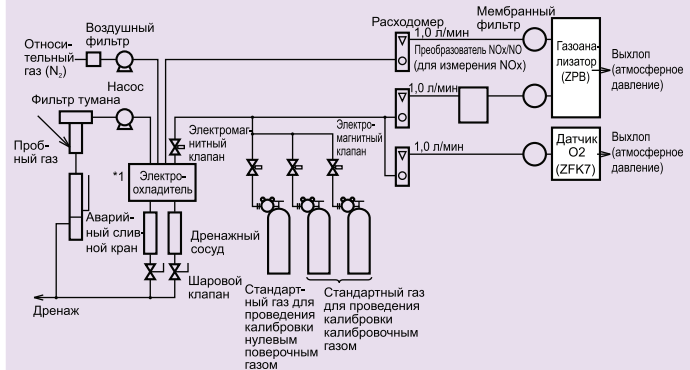 Воздушный
фильтр
Относи-
тельный
газ (N2)
Насос
Фильтр тумана
Проб-
ный газ
*1
Электро-
охладитель
Аварий-
ный слив-
ной кран
Дренажный
сосуд
Шаровой
клапан
Дренаж
Электромаг-
нитный
клапан
Электро-
магнитный
клапан
Стандарт-
ный газ для
проведения
калибровки
нулевым
поверочным
газом
Стандартный газ
для проведения
калибровки
калибровочным
газом
Расходомер
1,0 л/мин
Преобразователь NOx/NO
(для измерения NOx)
1,0 л/мин
1,0 л/мин
Мембранный
фильтр
Газоана-
лизатор
(ZPB)
Выхлоп
(атмосферное
давление)
Датчик
O2
(ZFK7)
Выхлоп
(атмосферное
давление)